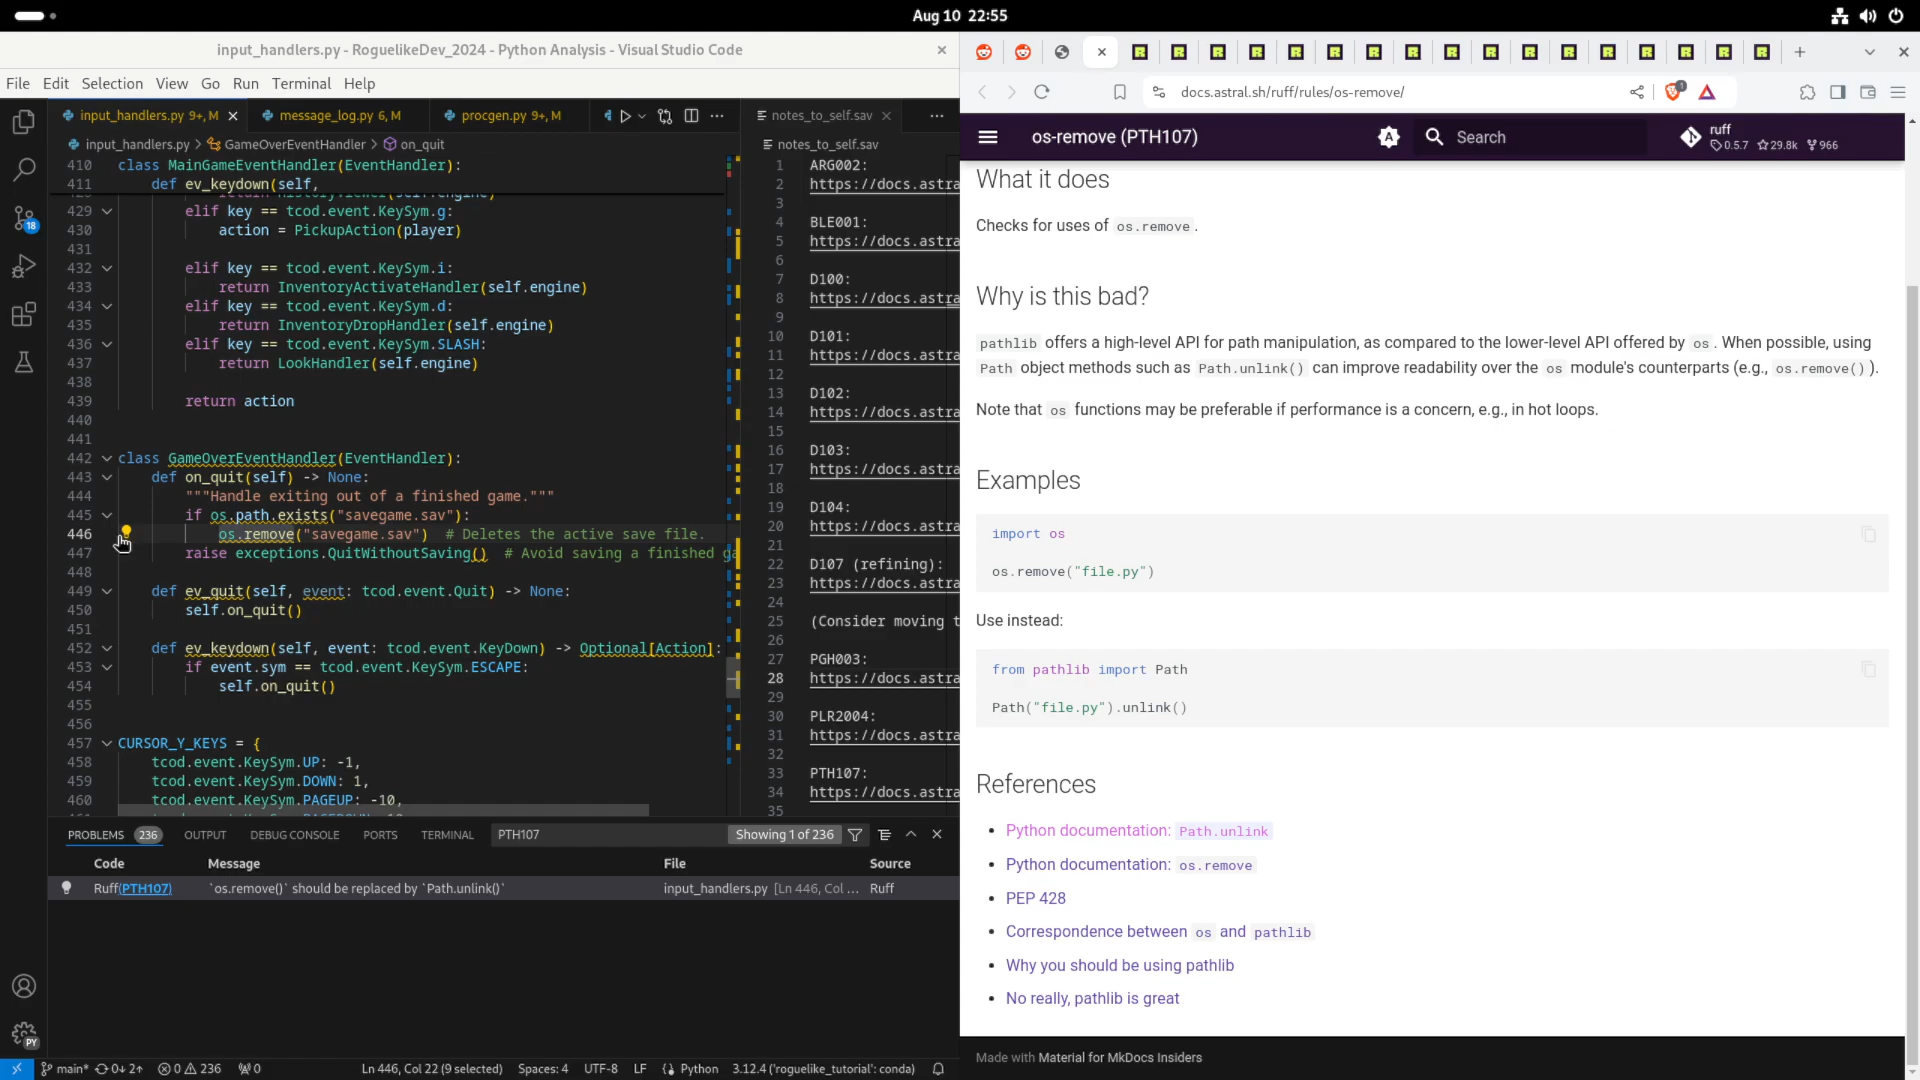 Aug 10 22:55
input_handlers.py - RoguelikeDev_2024 - Python Analysis - Visual Studio Code
File Edit Selection View Go Run Terminal Help
input_handlers.py 9+, M
message_log.py 6, M
procgen.py 9+, M
input_handlers.py > GameOverEventHandler > on_quit
410 class MainGameEventHandler(EventHandler):
411 def ev_keydown(self,
429 elif key == tcod.event.KeySym.g:
430 action = PickupAction(player)
431
432 elif key == tcod.event.KeySym.i:
433 return InventoryActivateHandler(self.engine)
434 elif key == tcod.event.KeySym.d:
435 return InventoryDropHandler(self.engine)
436 elif key == tcod.event.KeySym.SLASH:
437 return LookHandler(self.engine)
438
439 return action
440
441
442 class GameOverEventHandler(EventHandler):
443 def on_quit(self) -> None:
444 """Handle exiting out of a finished game."""
445 if os.path.exists("savegame.sav"):
446 os.remove("savegame.sav") # Deletes the active save file.
447 raise exceptions.QuitWithoutSaving() # Avoid saving a finished ga
448
449 def ev_quit(self, event: tcod.event.Quit) -> None:
450 self.on_quit()
451
452 def ev_keydown(self, event: tcod.event.KeyDown) -> Optional[Action]:
453 if event.sym == tcod.event.KeySym.ESCAPE:
454 self.on_quit()
455
456
457 CURSOR_Y_KEYS = {
458 tcod.event.KeySym.UP: -1,
459 tcod.event.KeySym.DOWN: 1,
460 tcod.event.KeySym.PAGEUP: -10,
notes_to_self.sav
notes_to_self.sav
1 ARG002:
2 https://docs.astra
3
4 BLE001:
5 https://docs.astra
6
7 D100:
8 https://docs.astra
9
10 D101:
11 https://docs.astra
12
13 D102:
14 https://docs.astra
15
16 D103:
17 https://docs.astra
18
19 D104:
20 https://docs.astra
21
22 D107 (refining):
23 https://docs.astra
24
25 (Consider moving t
26
27 PGH003:
28 https://docs.astra
29
30 PLR2004:
31 https://docs.astra
32
33 PTH107:
34 https://docs.astra
35
PROBLEMS 236 OUTPUT DEBUG CONSOLE PORTS TERMINAL PTH107 Showing 1 of 236
Code Message File Source
Ruff(PTH107) `os.remove()` should be replaced by `Path.unlink()` input_handlers.py [Ln 446, Col ... Ruff
18
PY
main* 0↓ 2↑ 0 236 0 Ln 446, Col 22 (9 selected) Spaces: 4 UTF-8 LF Python 3.12.4 ('roguelike_tutorial': conda)
docs.astral.sh/ruff/rules/os-remove/
1
os-remove (PTH107)
Search
ruff
0.5.7 29.8k 966
What it does
Checks for uses of os.remove.
Why is this bad?
pathlib offers a high-level API for path manipulation, as compared to the lower-level API offered by os. When possible, using
Path object methods such as Path.unlink() can improve readability over the os module's counterparts (e.g., os.remove()).
Note that os functions may be preferable if performance is a concern, e.g., in hot loops.
Examples
import os
os.remove("file.py")
Use instead:
from pathlib import Path
Path("file.py").unlink()
References
Python documentation: Path.unlink
Python documentation: os.remove
PEP 428
Correspondence between os and pathlib
Why you should be using pathlib
No really, pathlib is great
Made with Material for MkDocs Insiders